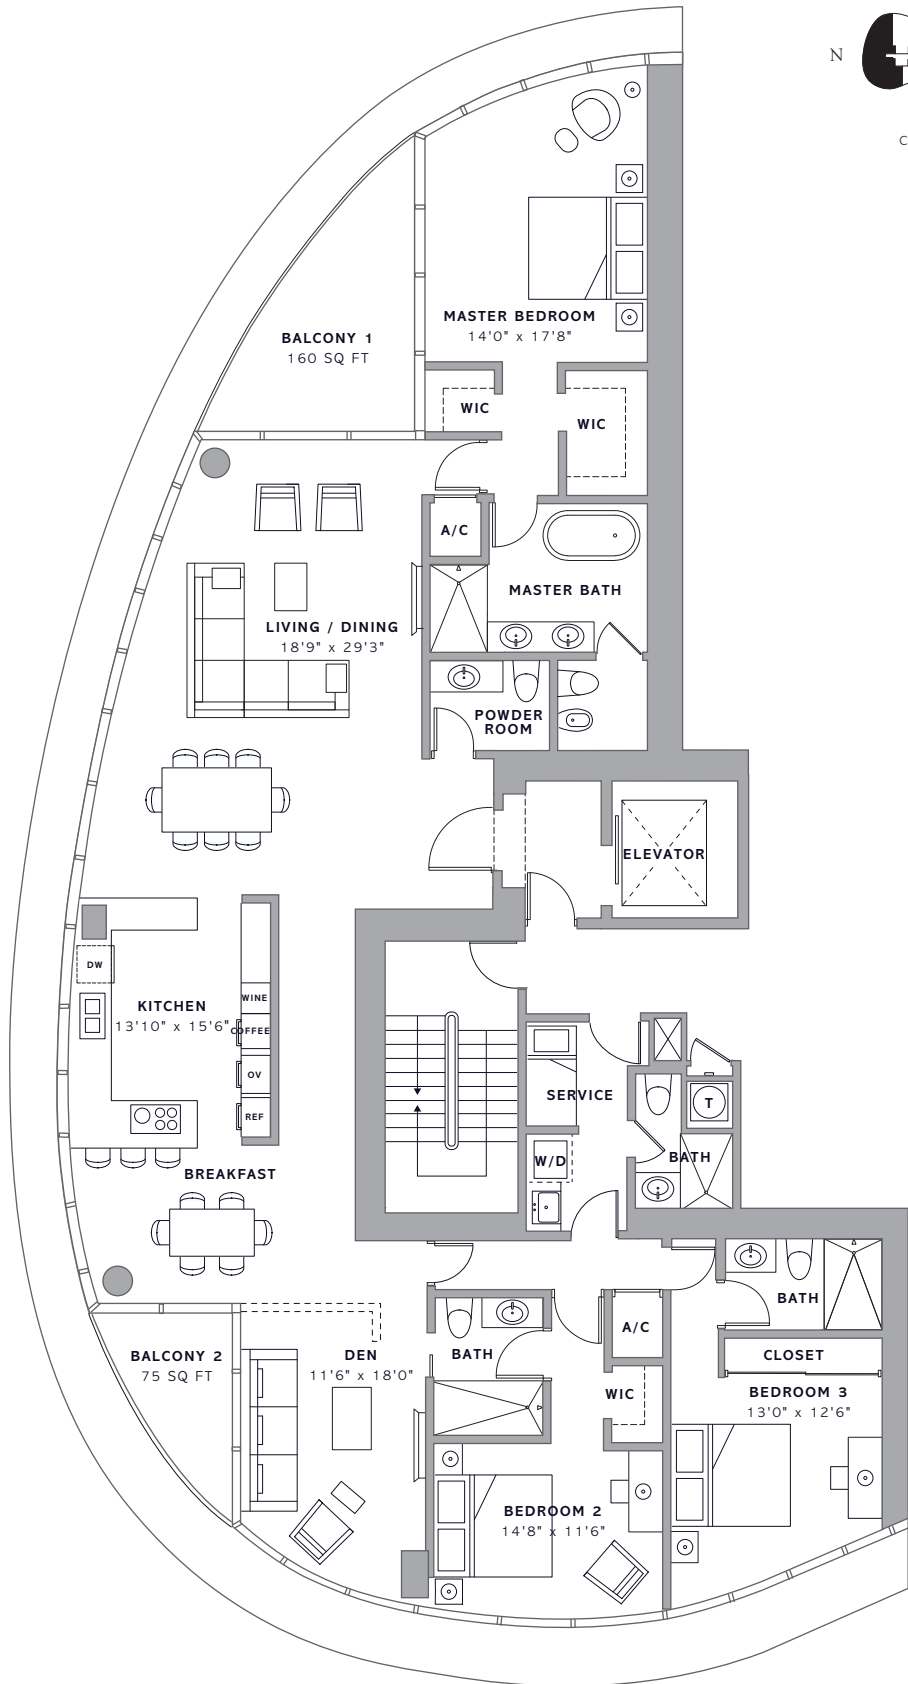 N
C
MASTER BEDROOM
14'0" x 17'8"
BALCONY 1
160 SQ FT
WIC
WIC
A/C
MASTER BATH
LIVING / DINING
18'9" x 29'3"
POWDER
ROOM
ELEVATOR
DW
KITCHEN
13'10" x 15'6"
WINE
COFFEE
OV
REF
SERVICE
T
W/D
BATH
BREAKFAST
BATH
A/C
BALCONY 2
75 SQ FT
DEN
11'6" x 18'0"
BATH
CLOSET
WIC
BEDROOM 3
13'0" x 12'6"
BEDROOM 2
14'8" x 11'6"